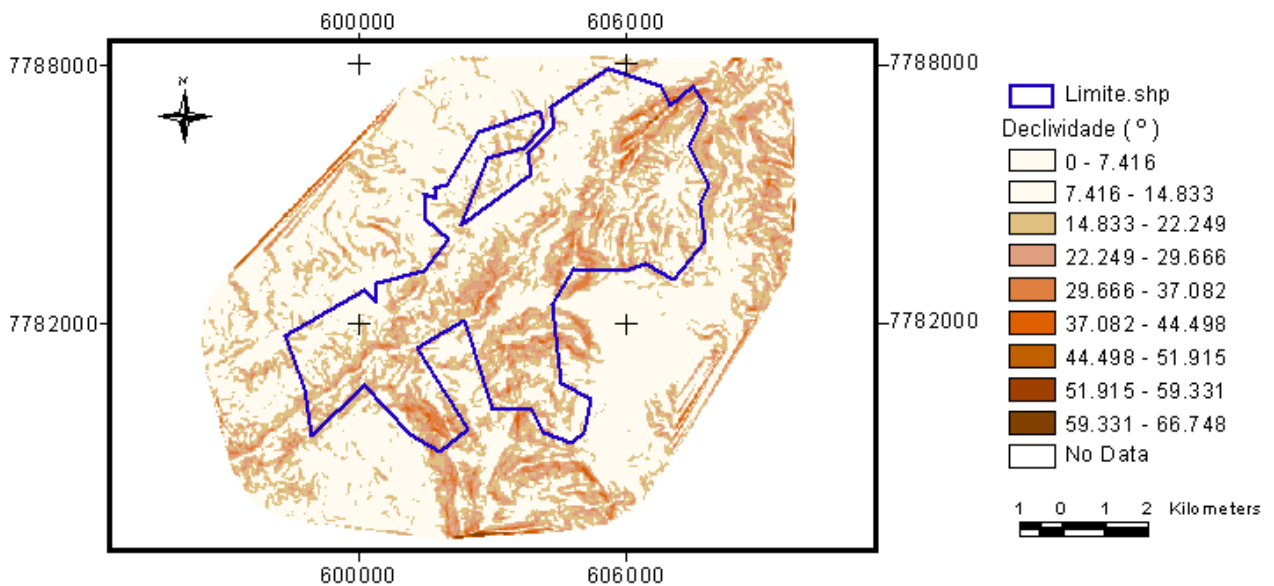 600000 606000
7788000 7788000
N
7782000 7782000
600000 606000
Limite.shp
Declividade (º)
0 - 7.416
7.416 - 14.833
14.833 - 22.249
22.249 - 29.666
29.666 - 37.082
37.082 - 44.498
44.498 - 51.915
51.915 - 59.331
59.331 - 66.748
No Data
1 0 1 2 Kilometers